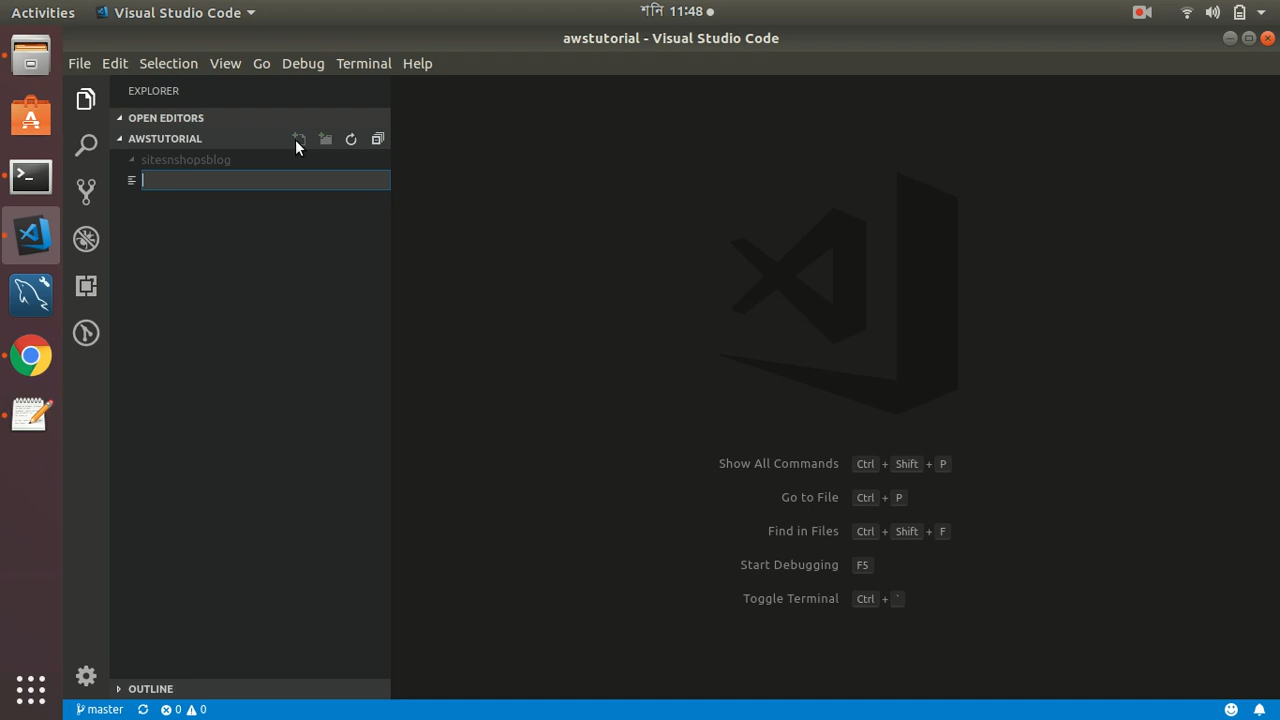 Activities
Visual Studio Code
শনি 11:48
awstutorial - Visual Studio Code
File Edit Selection View Go Debug Terminal Help
EXPLORER
OPEN EDITORS
AWSTUTORIAL
sitesnshopsblog
Show All Commands Ctrl + Shift + P
Go to File Ctrl + P
Find in Files Ctrl + Shift + F
Start Debugging F5
Toggle Terminal Ctrl + `
OUTLINE
master 0 0